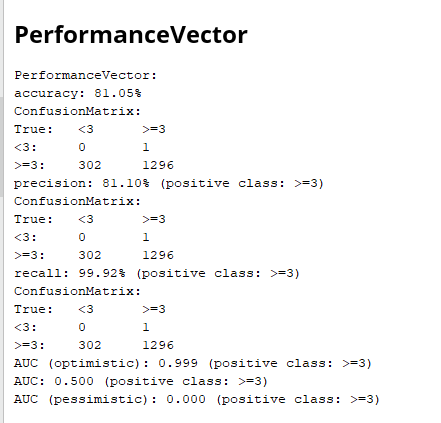 PerformanceVector
PerformanceVector:
accuracy: 81.05%
ConfusionMatrix:
True: <3 >=3
<3: 0 1
>=3: 302 1296
precision: 81.10% (positive class: >=3)
ConfusionMatrix:
True: <3 >=3
<3: 0 1
>=3: 302 1296
recall: 99.92% (positive class: >=3)
ConfusionMatrix:
True: <3 >=3
<3: 0 1
>=3: 302 1296
AUC (optimistic): 0.999 (positive class: >=3)
AUC: 0.500 (positive class: >=3)
AUC (pessimistic): 0.000 (positive class: >=3)